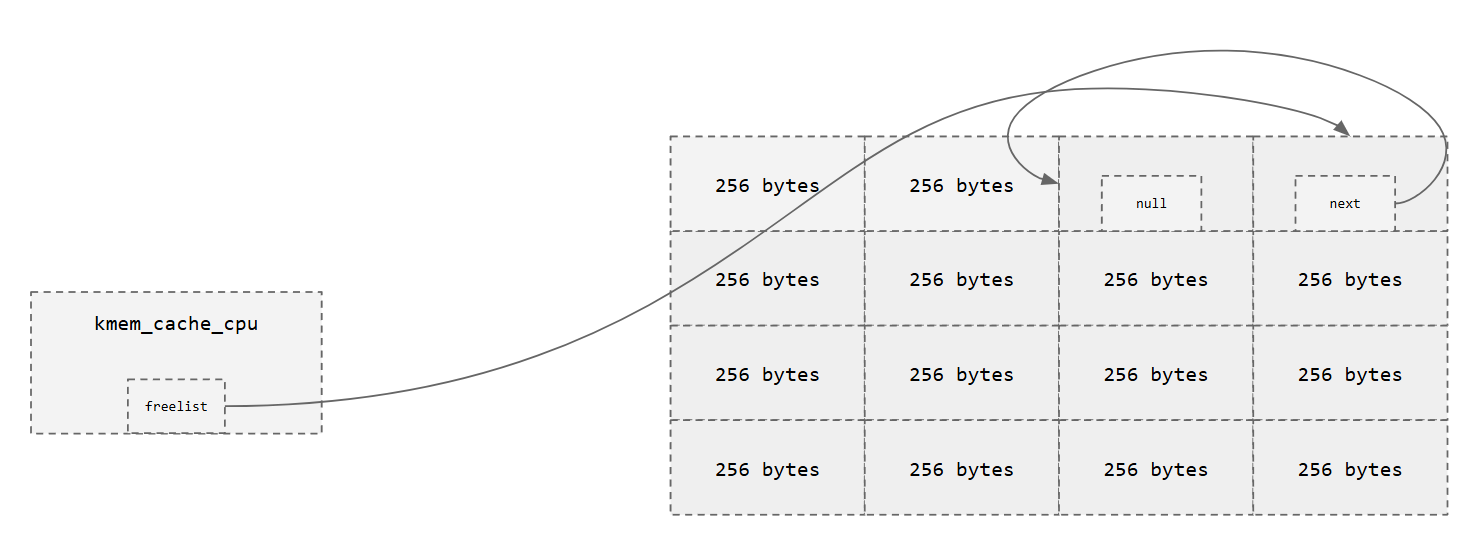 256 bytes 256 bytes null next
256 bytes 256 bytes 256 bytes 256 bytes
kmem_cache_cpu
256 bytes 256 bytes 256 bytes 256 bytes
freelist
256 bytes 256 bytes 256 bytes 256 bytes